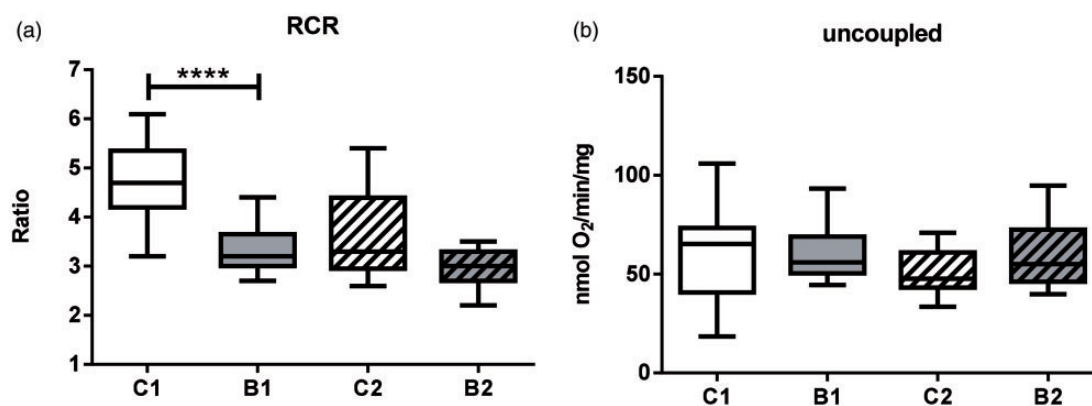 (a)
RCR
****
7
6
5
4
3
2
1
Ratio
C1 B1 C2 B2
(b)
uncoupled
150
100
50
0
nmol O₂/min/mg
C1 B1 C2 B2